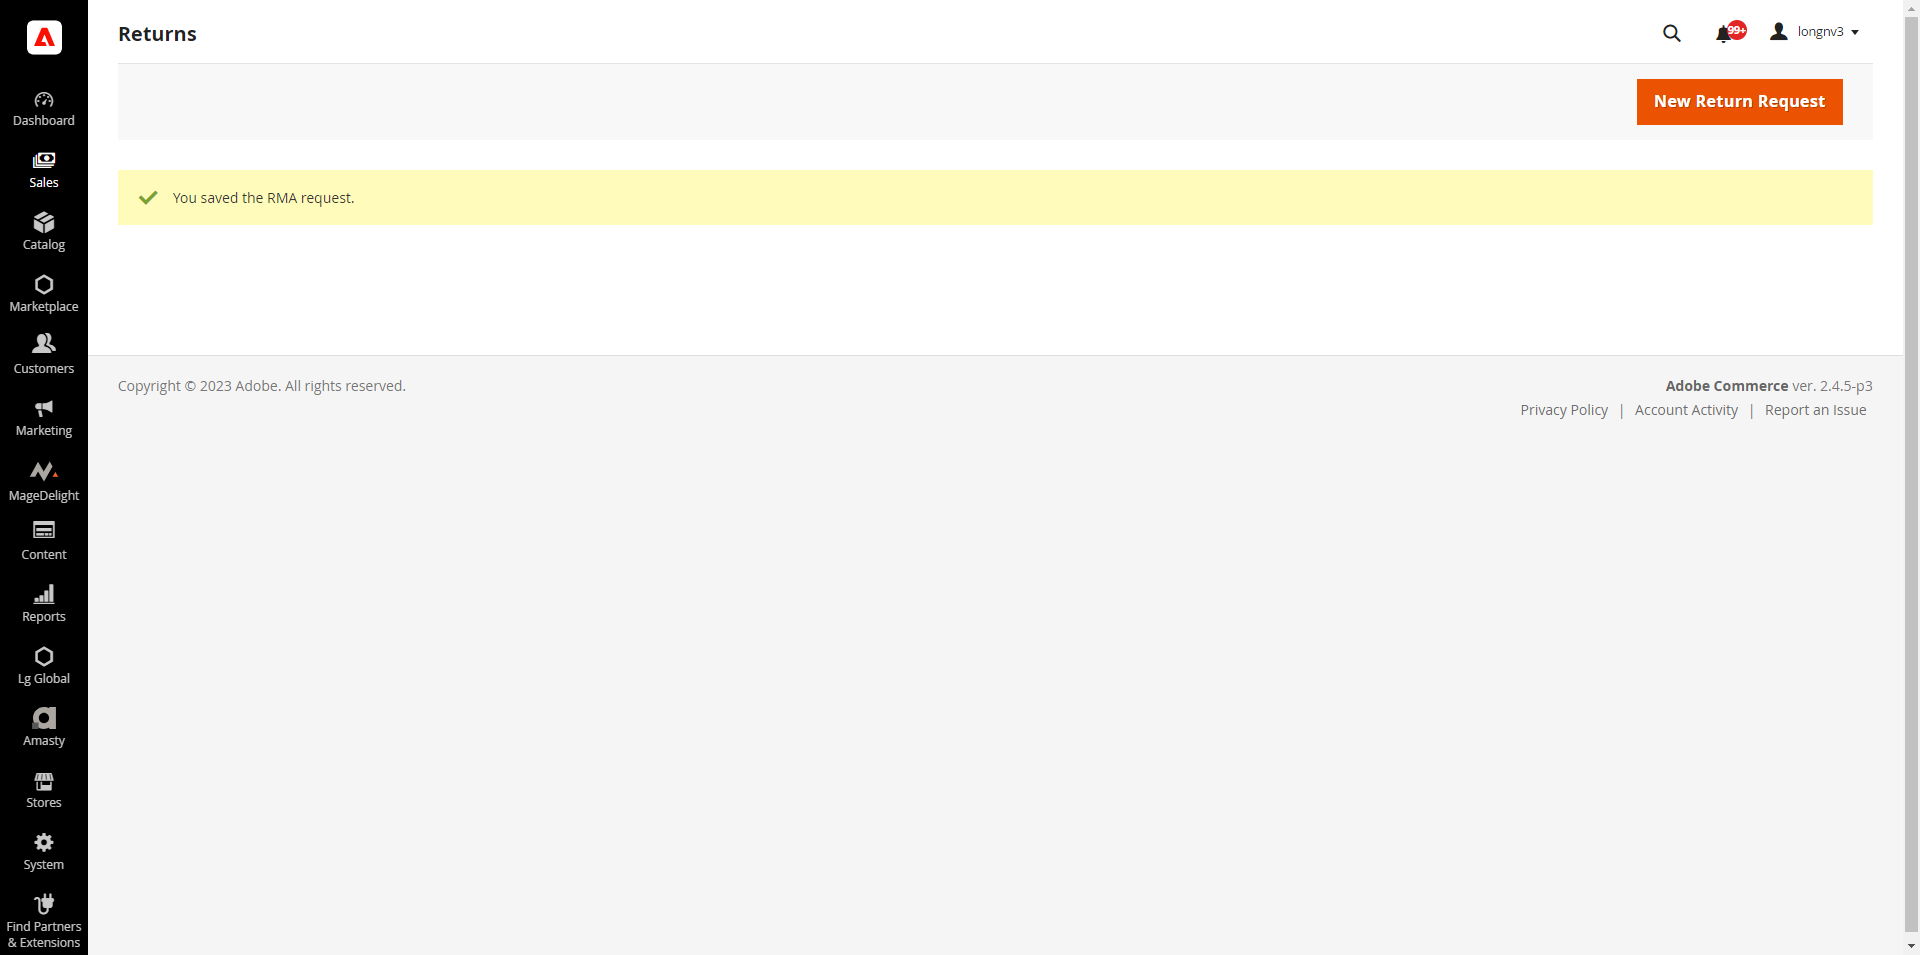 Returns
99+
longnv3
New Return Request
You saved the RMA request.
Dashboard
Sales
Catalog
Marketplace
Customers
Marketing
MageDelight
Content
Reports
Lg Global
Amasty
Stores
System
Find Partners
& Extensions
Copyright © 2023 Adobe. All rights reserved.
Adobe Commerce ver. 2.4.5-p3
Privacy Policy | Account Activity | Report an Issue